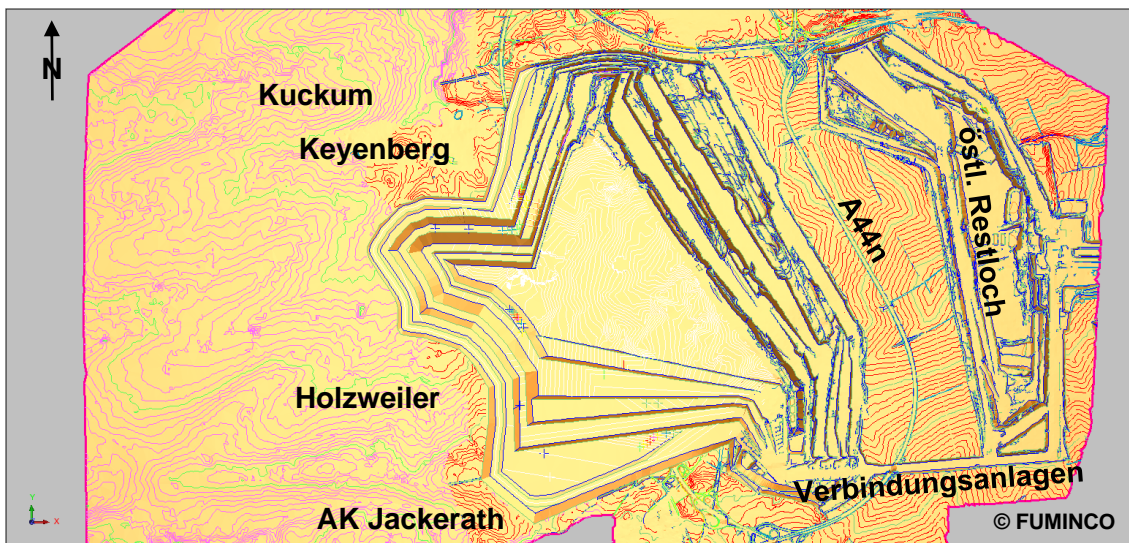 N
Kuckum
Keyenberg
östl. Restloch
A44n
Holzweiler
Verbindungsanlagen
AK Jackerath
© FUMINCO
Y
X